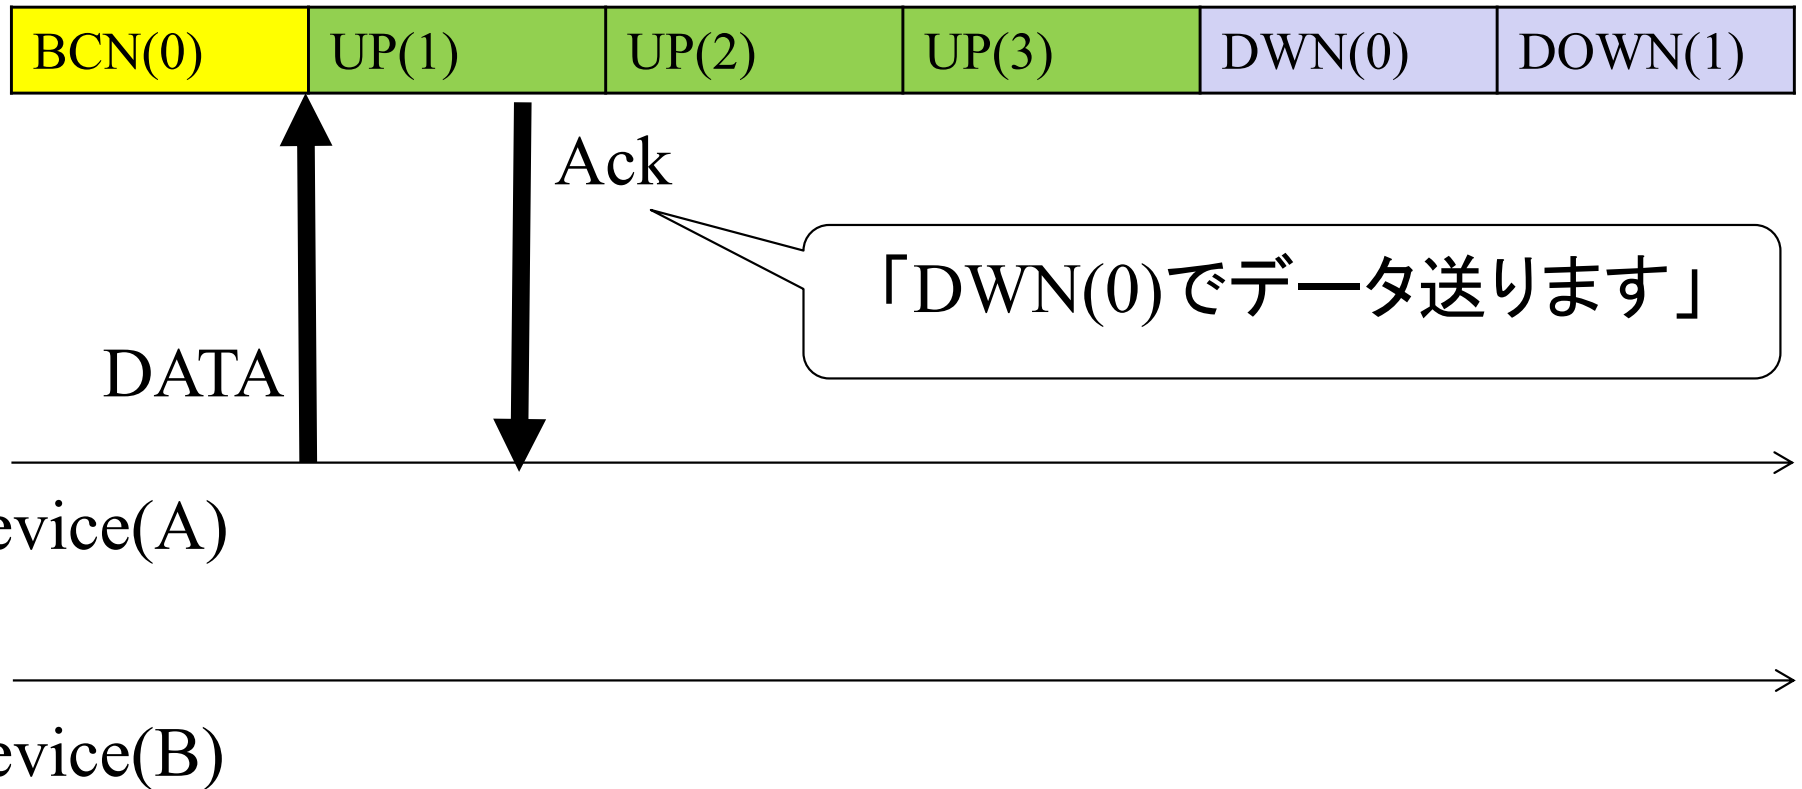 BCN(0) UP(1) UP(2) UP(3) DWN(0) DOWN(1)
Ack
「DWN(0)でデータ送ります」
DATA
evice(A)
evice(B)